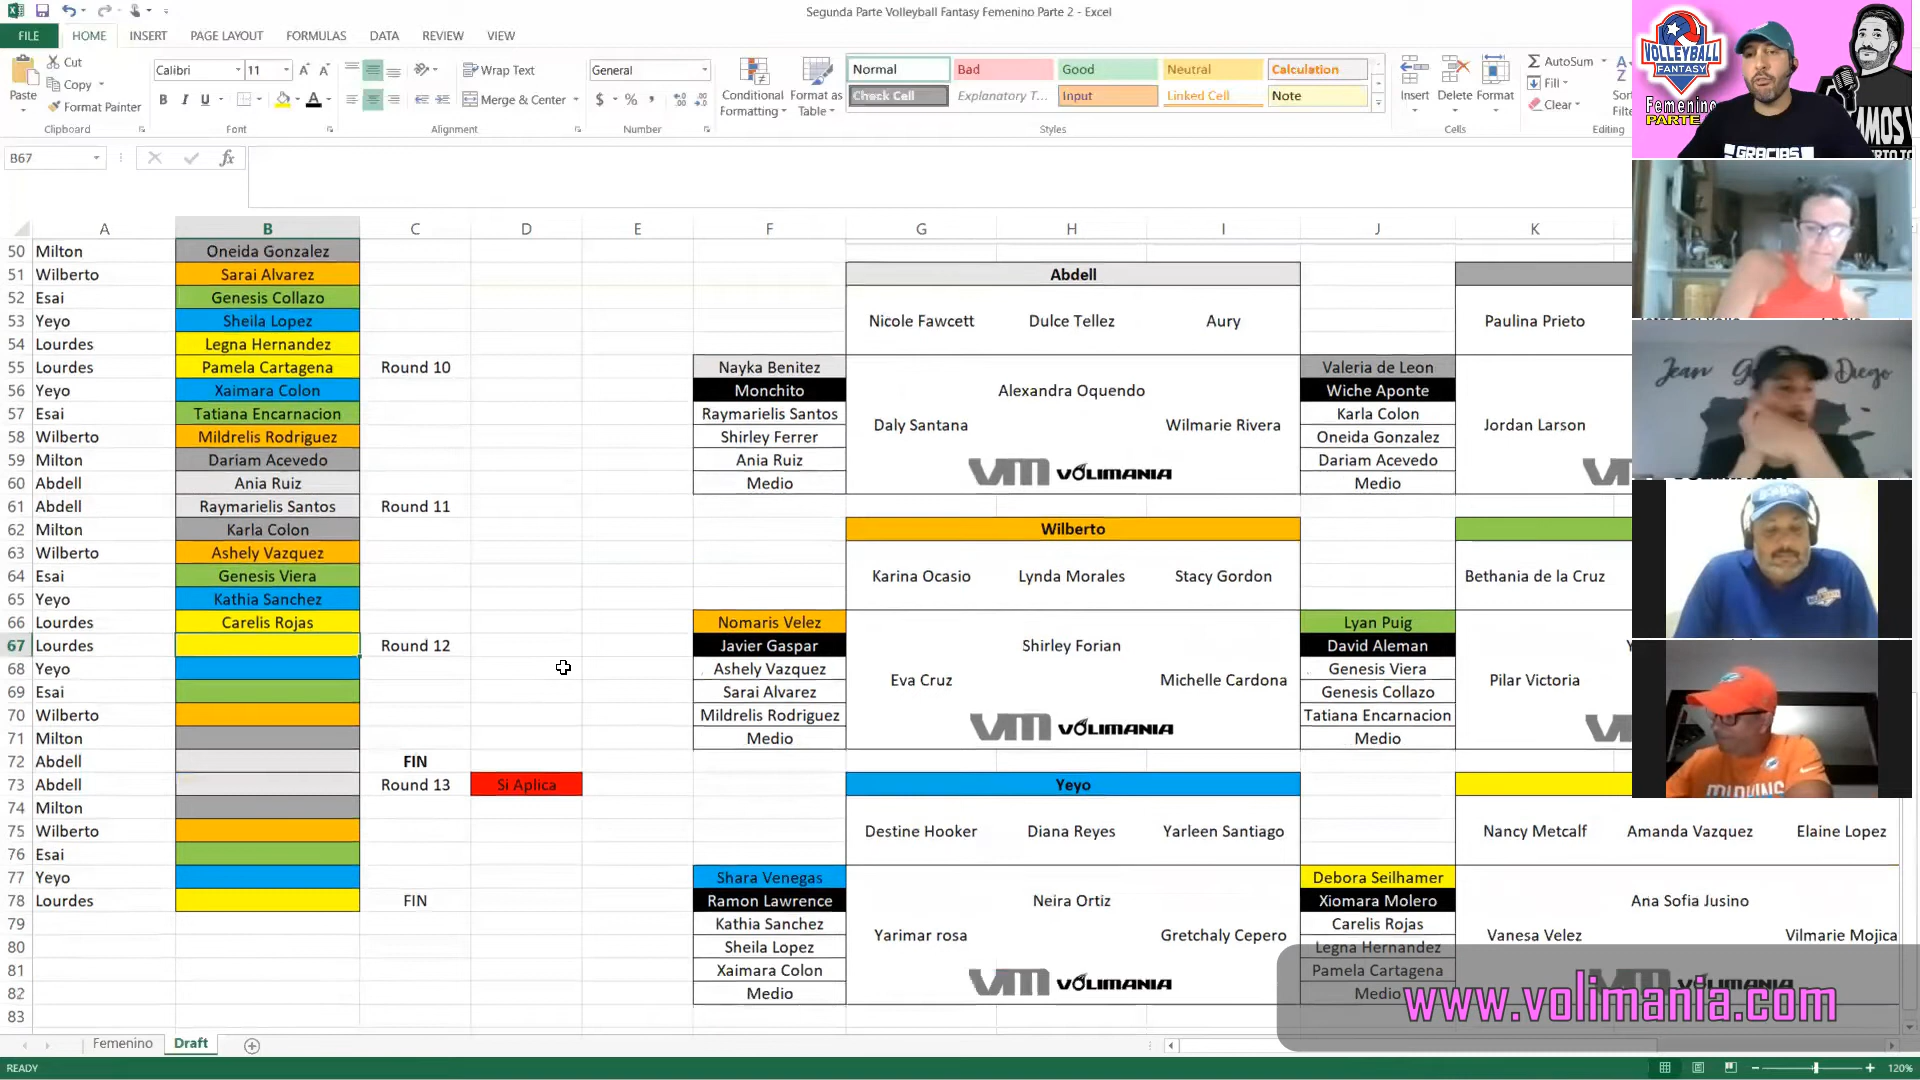 Segunda Parte Volleyball Fantasy Femenino Parte 2 - Excel
FILE HOME INSERT PAGE LAYOUT FORMULAS DATA REVIEW VIEW
Cut
Copy
Format Painter
Paste
Clipboard
Calibri 11
B I U
Font
Wrap Text
Merge & Center
Alignment
General
$ % ,
Number
Conditional Formatting
Format as Table
Normal Bad Good Neutral Calculation
Check Cell Explanatory T... Input Linked Cell Note
Styles
Insert Delete Format
Cells
AutoSum
Fill
Clear
Editing
B67
fx
A B C D E F G H I J K
50 Milton Oneida Gonzalez
51 Wilberto Sarai Alvarez Abdell
52 Esai Genesis Collazo
53 Yeyo Sheila Lopez Nicole Fawcett Dulce Tellez Aury Paulina Prieto
54 Lourdes Legna Hernandez
55 Lourdes Pamela Cartagena Round 10 Nayka Benitez Valeria de Leon
56 Yeyo Xaimara Colon Monchito Alexandra Oquendo Wiche Aponte
57 Esai Tatiana Encarnacion Raymarielis Santos Daly Santana Wilmarie Rivera Karla Colon Jordan Larson
58 Wilberto Mildrelis Rodriguez Shirley Ferrer Oneida Gonzalez
59 Milton Dariam Acevedo Ania Ruiz VM VOLIMANIA Dariam Acevedo
60 Abdell Ania Ruiz Medio Medio
61 Abdell Raymarielis Santos Round 11
62 Milton Karla Colon Wilberto
63 Wilberto Ashely Vazquez
64 Esai Genesis Viera Karina Ocasio Lynda Morales Stacy Gordon Bethania de la Cruz
65 Yeyo Kathia Sanchez
66 Lourdes Carelis Rojas Nomaris Velez Lyan Puig
67 Lourdes Round 12 Javier Gaspar Shirley Forian David Aleman
68 Yeyo Ashely Vazquez Eva Cruz Michelle Cardona Genesis Viera Pilar Victoria
69 Esai Sarai Alvarez Genesis Collazo
70 Wilberto Mildrelis Rodriguez VM VOLIMANIA Tatiana Encarnacion
71 Milton Medio Medio
72 Abdell FIN
73 Abdell Round 13 Si Aplica Yeyo
74 Milton
75 Wilberto Destine Hooker Diana Reyes Yarleen Santiago Nancy Metcalf Amanda Vazquez Elaine Lopez
76 Esai
77 Yeyo Shara Venegas Debora Seilhamer
78 Lourdes FIN Ramon Lawrence Neira Ortiz Xiomara Molero Ana Sofia Jusino
79 Kathia Sanchez Yarimar rosa Gretchaly Cepero Carelis Rojas Vanesa Velez Vilmarie Mojica
80 Sheila Lopez Legna Hernandez
81 Xaimara Colon VM VOLIMANIA Pamela Cartagena
82 Medio Medio
83
www.volimania.com
Femenino Draft
READY
120%
VOLLEYBALL
FANTASY
Femenino
PARTE
GRACIAS
AMOS V
Jean Diego